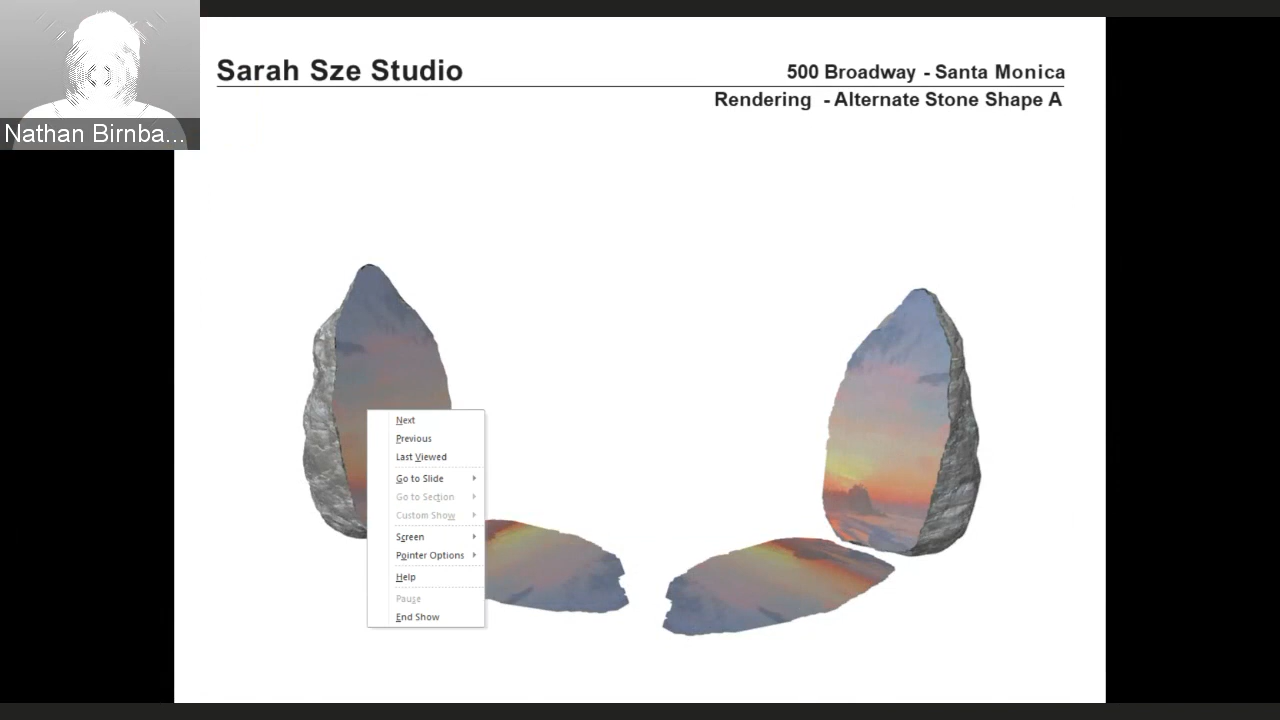 Sarah Sze Studio
500 Broadway - Santa Monica
Rendering - Alternate Stone Shape A
Nathan Birnba...
Next
Previous
Last Viewed
Go to Slide
Go to Section
Custom Show
Screen
Pointer Options
Help
Pause
End Show